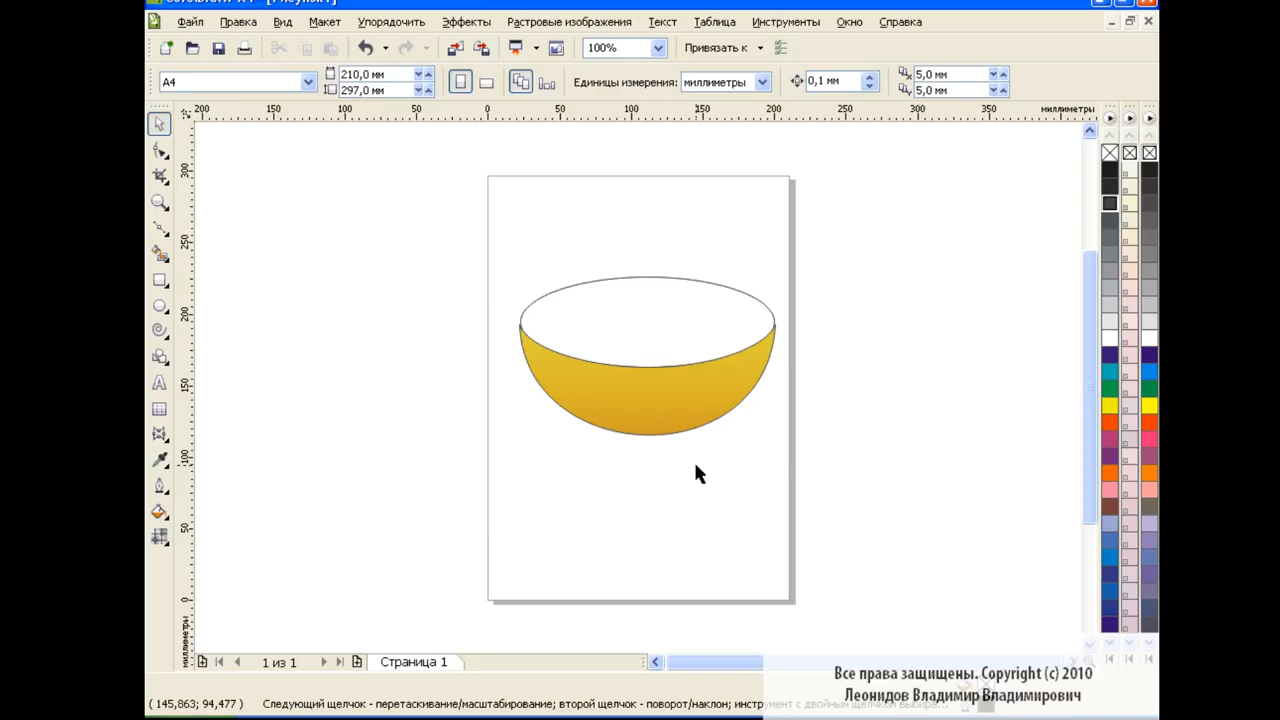 Файл Правка Вид Макет Упорядочить Эффекты Растровые изображения Текст Таблица Инструменты Окно Справка
100% Привязать к
A4 210,0 мм 297,0 мм Единицы измерения: миллиметры 0,1 мм 5,0 мм 5,0 мм
200 150 100 50 0 50 100 150 200 250 300 350 миллиметры
300
250
200
150
100
50
0
миллиметры
1 из 1 Страница 1
Все права защищены. Copyright (c) 2010
Леонидов Владимир Владимирович
( 145,863; 94,477 ) Следующий щелчок - перетаскивание/масштабирование; второй щелчок - поворот/наклон; инструмент с двойным щелчком выбира...